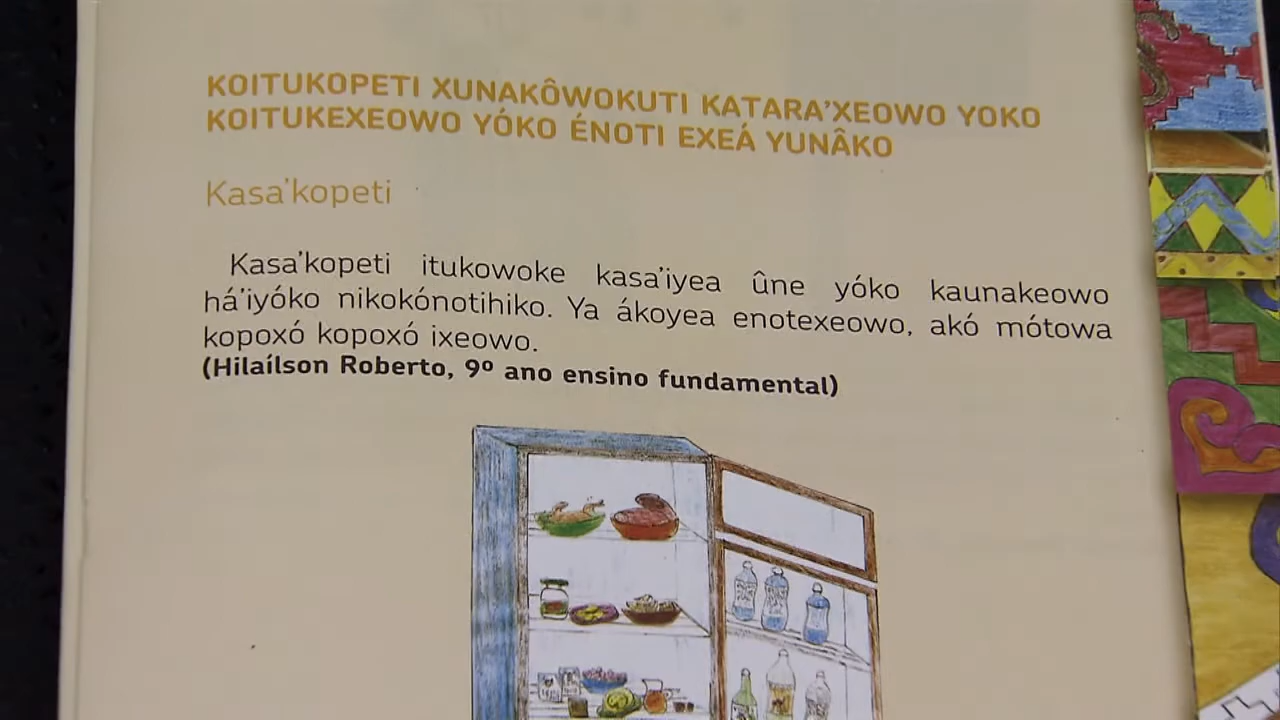 KOITUKOPETI XUNAKÔWOKUTI KATARA'XEOWO YOKO
KOITUKEXEOWO YÓKO ÉNOTI EXEÁ YUNÂKO
Kasa'kopeti
Kasa'kopeti itukowoke kasa'iyea ûne yóko kaunakeowo
há'iyóko nikokónotihiko. Ya ákoyea enotexeowo, akó mótowa
kopoxó kopoxó ixeowo.
(Hilaílson Roberto, 9º ano ensino fundamental)